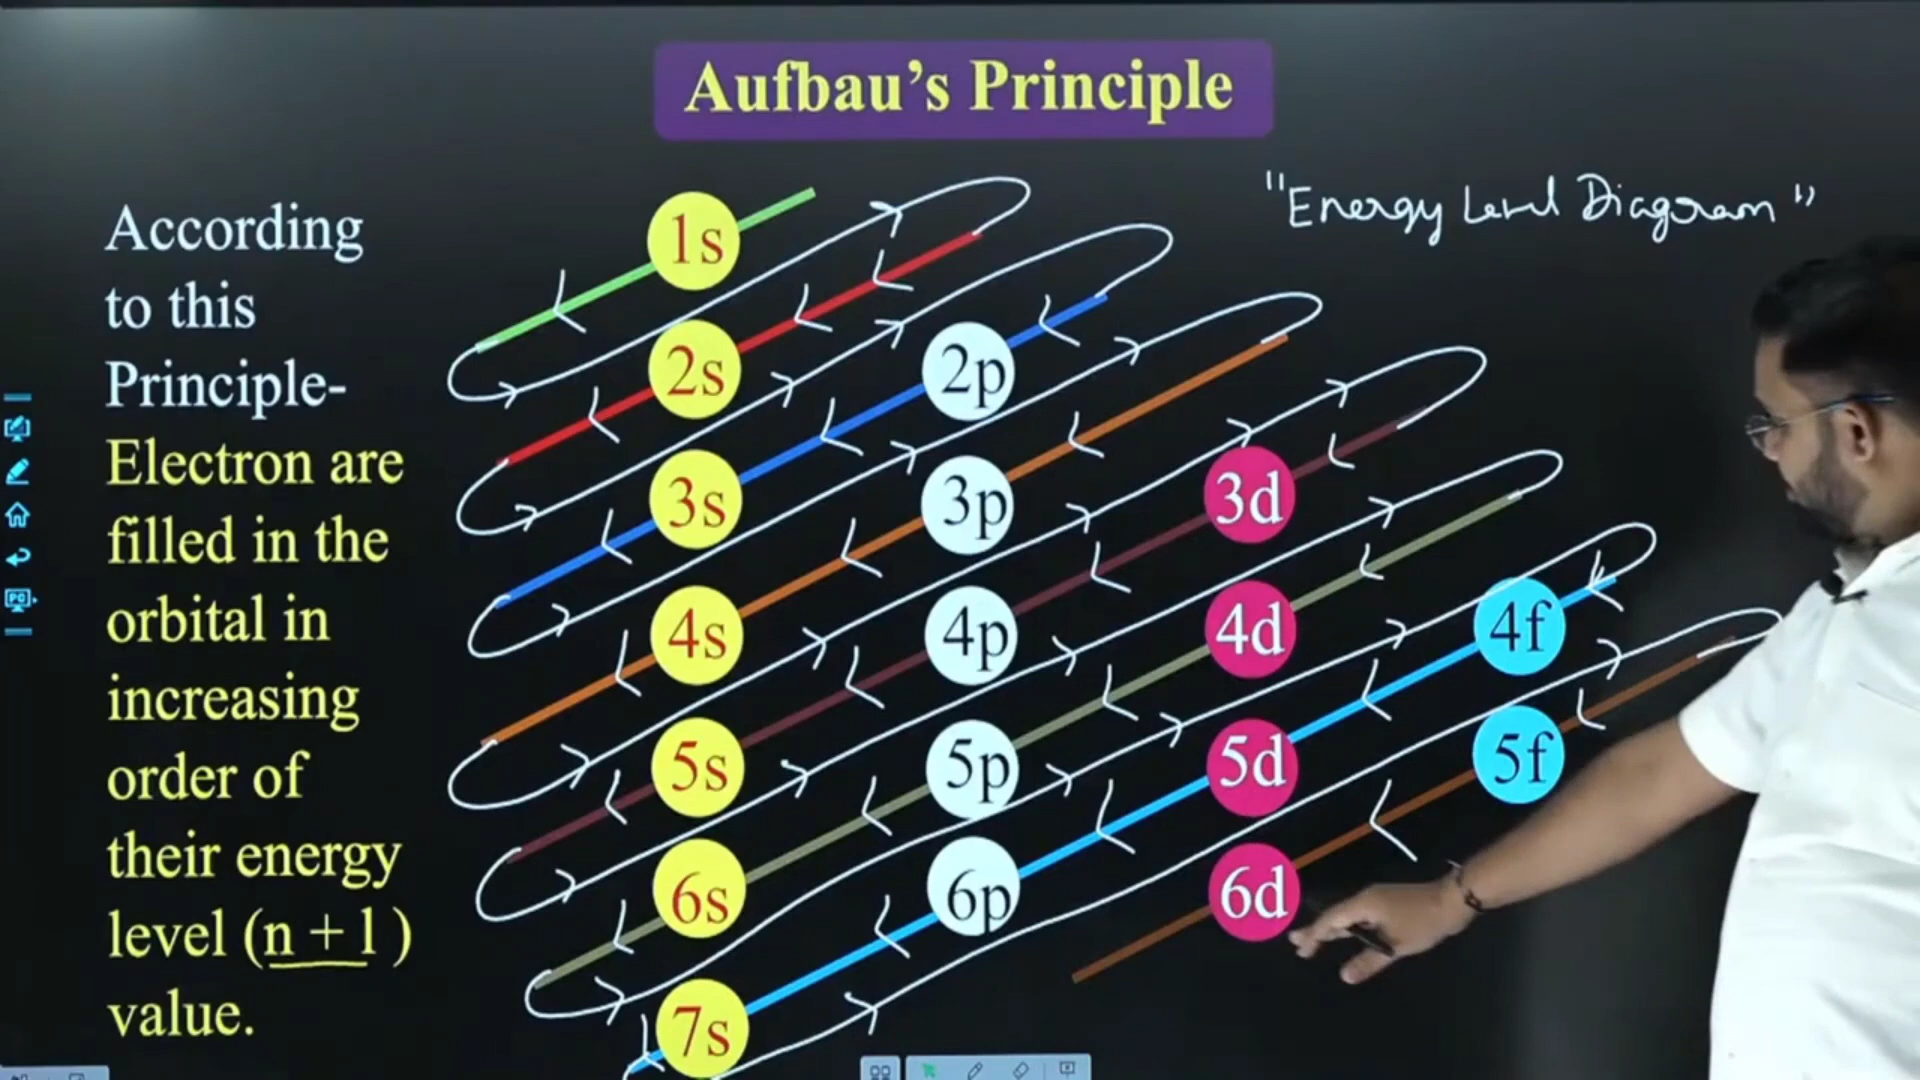 Aufbau’s Principle
"Energy Level Diagram"
According
to this
Principle-
Electron are
filled in the
orbital in
increasing
order of
their energy
level (n + l )
value.
1s
2s 2p
3s 3p 3d
4s 4p 4d 4f
5s 5p 5d 5f
6s 6p 6d
7s
PC